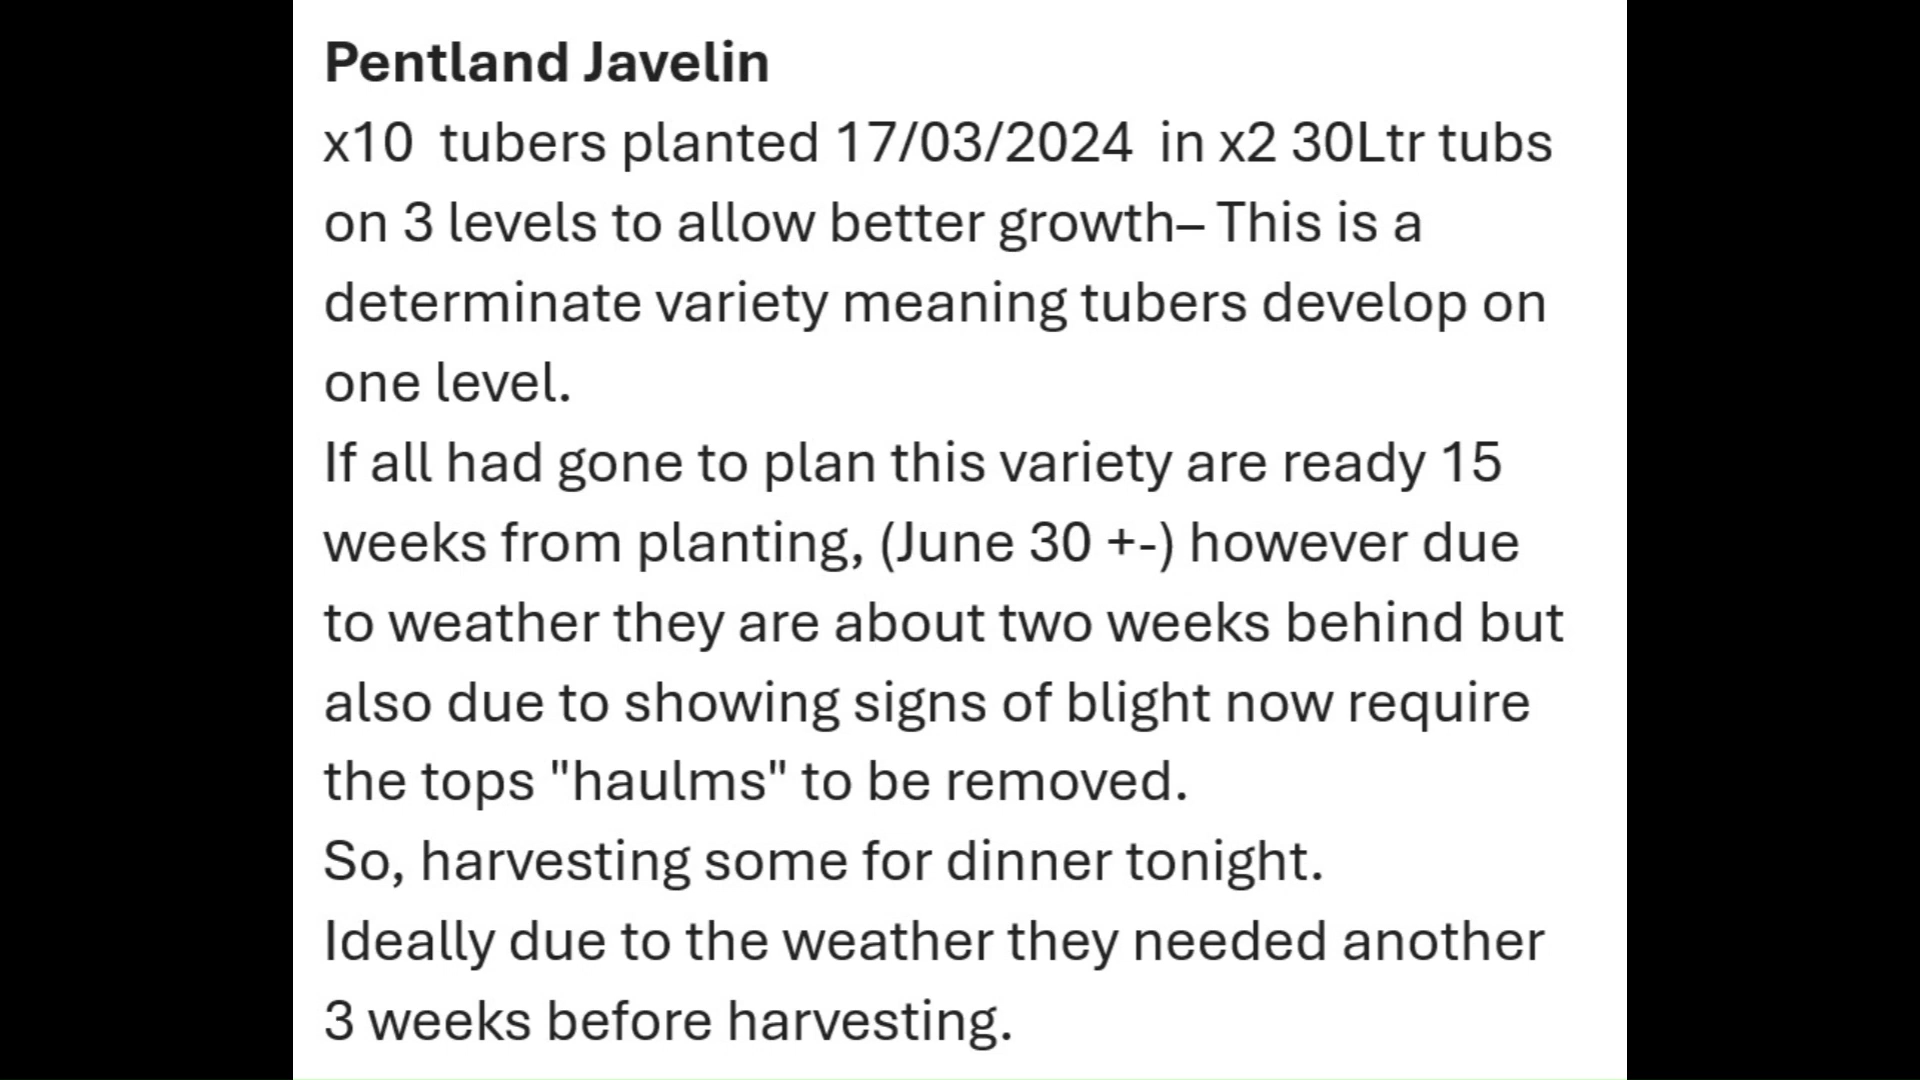 Pentland Javelin
x10  tubers planted 17/03/2024  in x2 30Ltr tubs
on 3 levels to allow better growth– This is a
determinate variety meaning tubers develop on
one level.
If all had gone to plan this variety are ready 15
weeks from planting, (June 30 +-) however due
to weather they are about two weeks behind but
also due to showing signs of blight now require
the tops "haulms" to be removed.
So, harvesting some for dinner tonight.
Ideally due to the weather they needed another
3 weeks before harvesting.